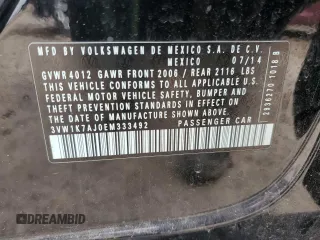 MFD. BY VOLKSWAGEN DE MEXICO S.A. DE C.V.
MEXICO 07/14
GVWR 4012 GAWR FRONT 2006 / REAR 2116 LBS
THIS VEHICLE CONFORMS TO ALL APPLICABLE
FEDERAL MOTOR VEHICLE SAFETY, BUMPER
AND THEFT PREVENTION STANDARDS IN EFFECT
ON THE DATE OF MANUFACTURE SHOWN ABOVE
3VW1K7AJ0EM333492 PASSENGER CAR
2836270 1018 B
DREAMBID